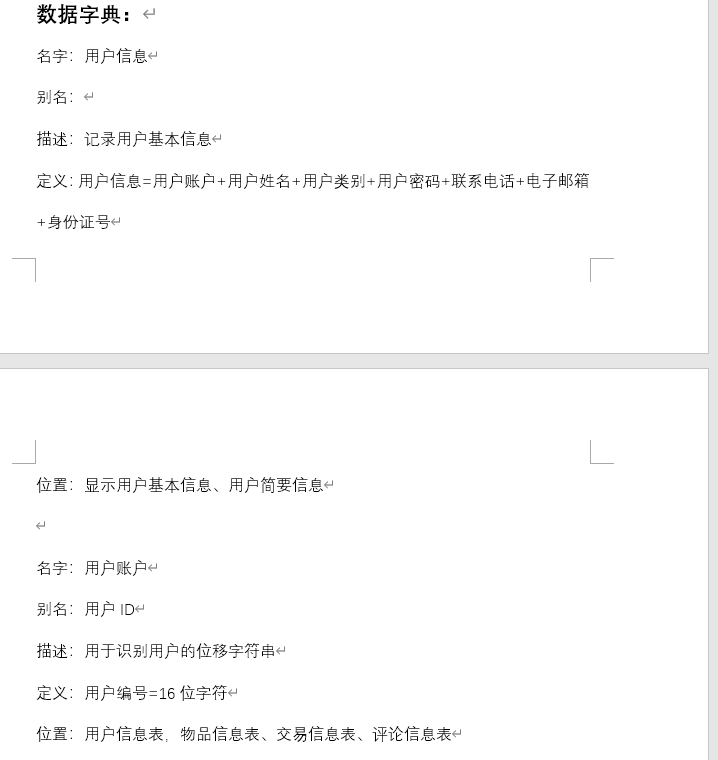 数据字典：
名字：用户信息
别名：
描述：记录用户基本信息
定义：用户信息=用户账户+用户姓名+用户类别+用户密码+联系电话+电子邮箱
+身份证号
位置：显示用户基本信息、用户简要信息
名字：用户账户
别名：用户 ID
描述：用于识别用户的位移字符串
定义：用户编号=16 位字符
位置：用户信息表，物品信息表、交易信息表、评论信息表